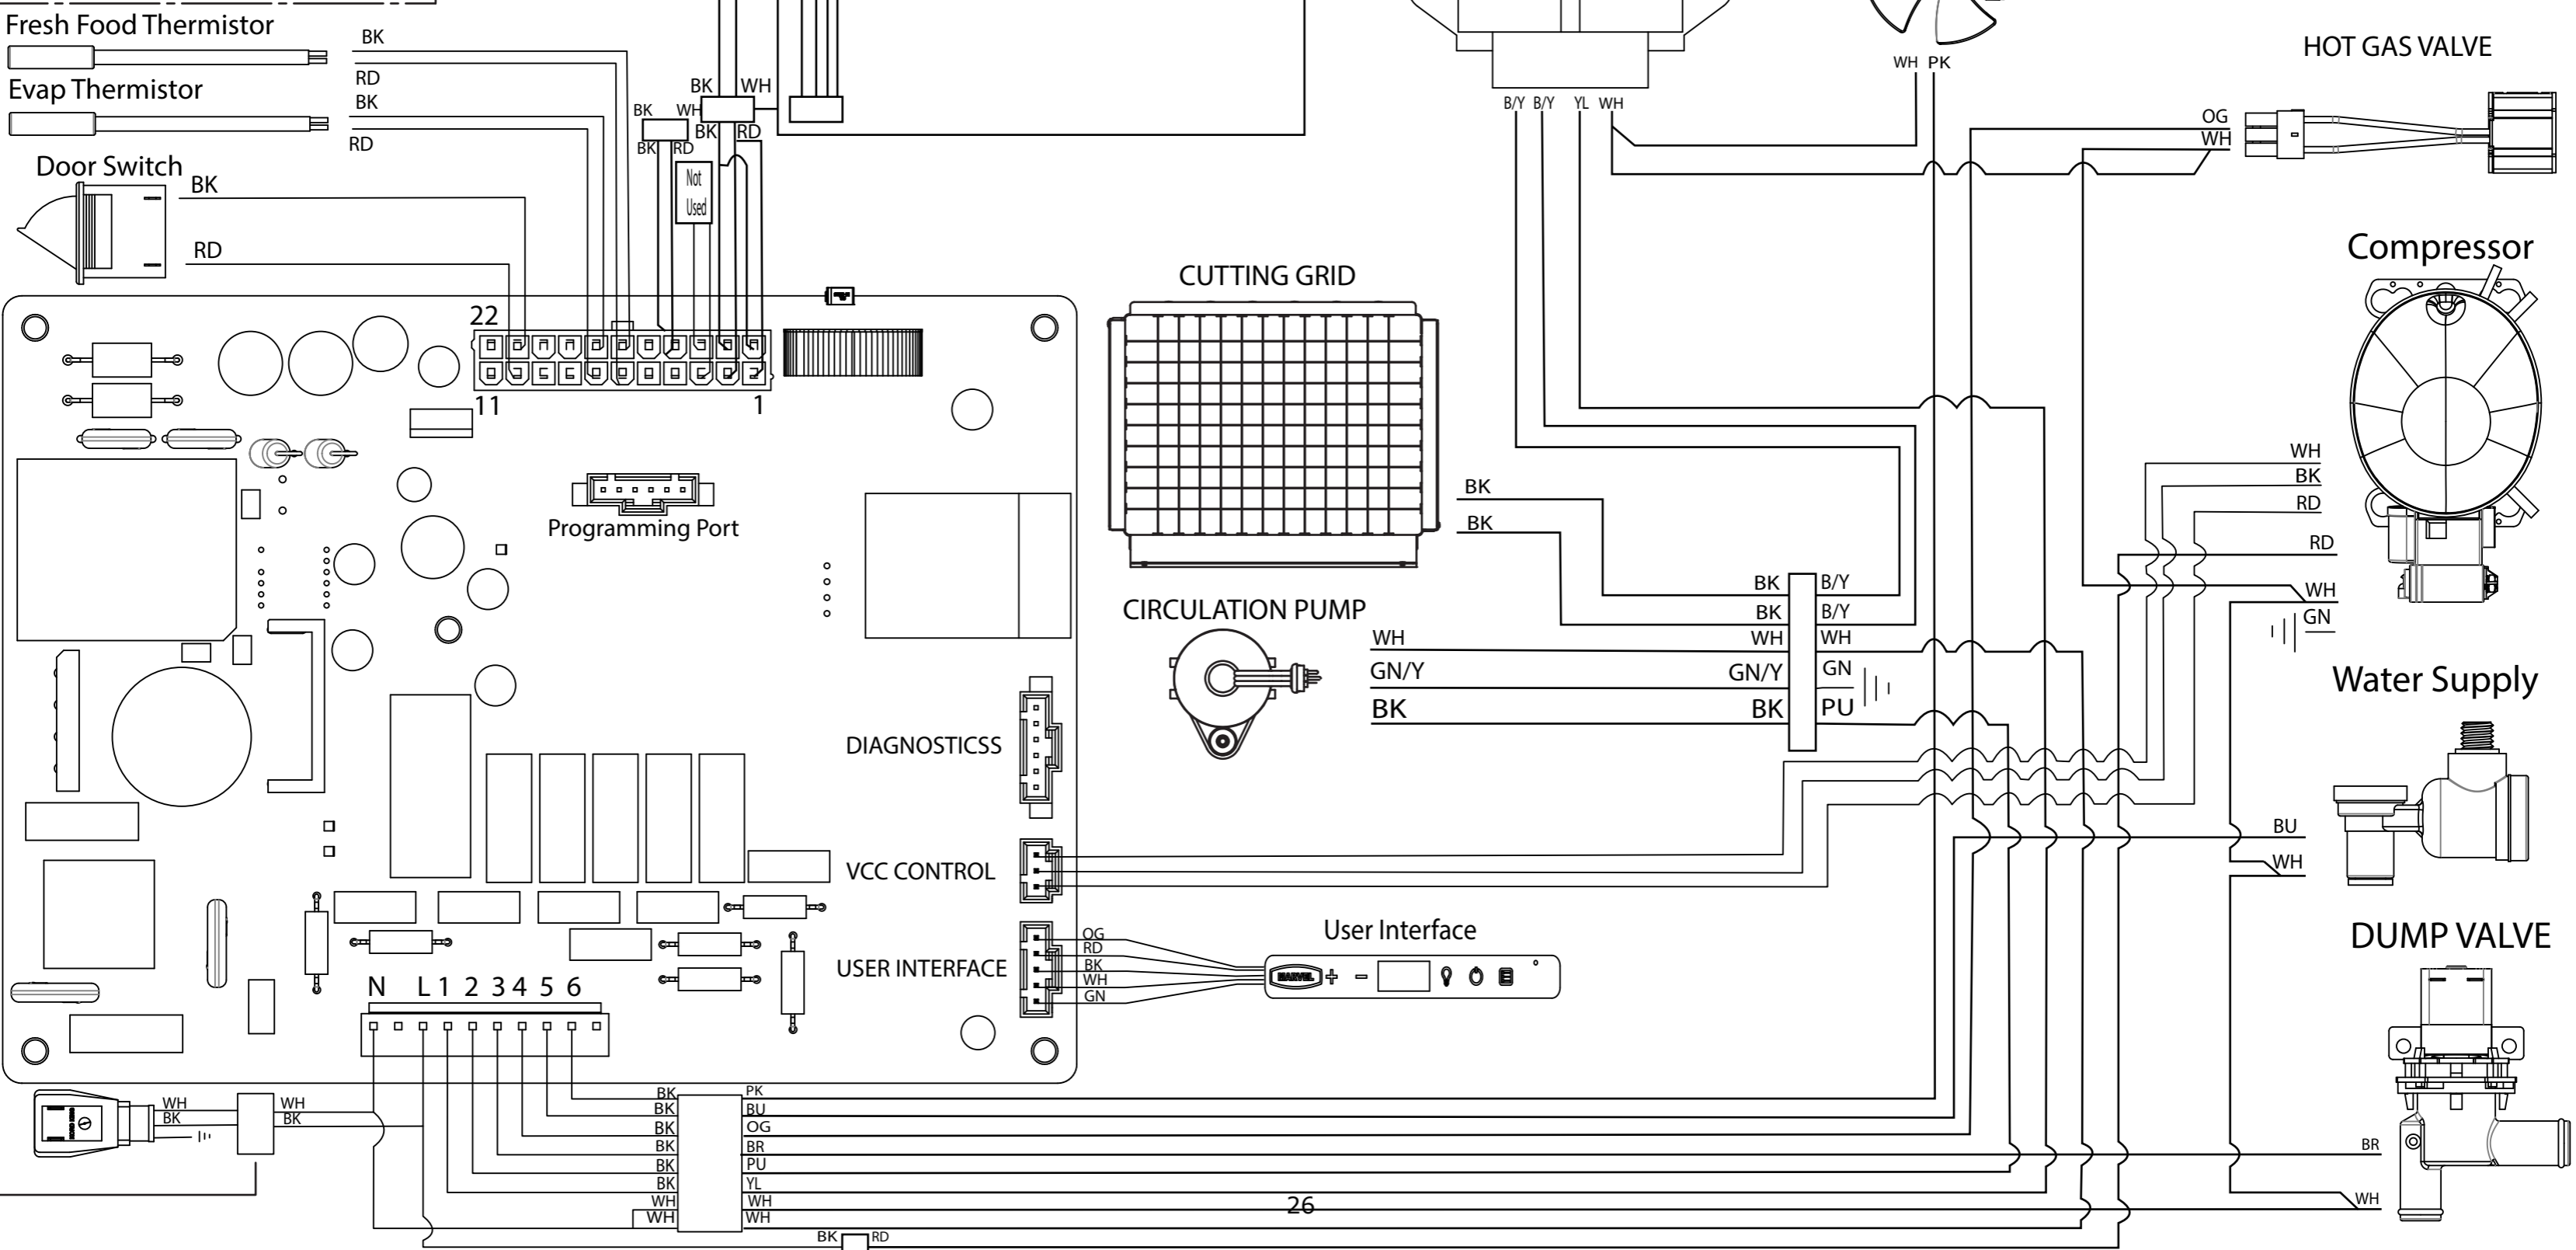 Fresh Food Thermistor
BK
RD
Evap Thermistor
BK
RD
Door Switch
BK
RD
BK WH
BK WH
BK RD
BK RD
Not
Used
22
11
1
Programming Port
CUTTING GRID
BK
BK
WH PK
B/Y B/Y YL WH
HOT GAS VALVE
OG
WH
Compressor
WH
BK
RD
RD
WH
GN
CIRCULATION PUMP
WH
GN/Y
BK
BK B/Y
BK B/Y
WH WH
GN/Y GN
BK PU
Water Supply
BU
WH
DUMP VALVE
BR
WH
DIAGNOSTICSS
VCC CONTROL
USER INTERFACE
OG
RD
BK
WH
GN
User Interface
MARVEL + -
N L 1 2 3 4 5 6
WH WH
BK BK
BK PK
BK BU
BK OG
BK BR
BK PU
BK YL
WH WH
WH WH
BK RD
26